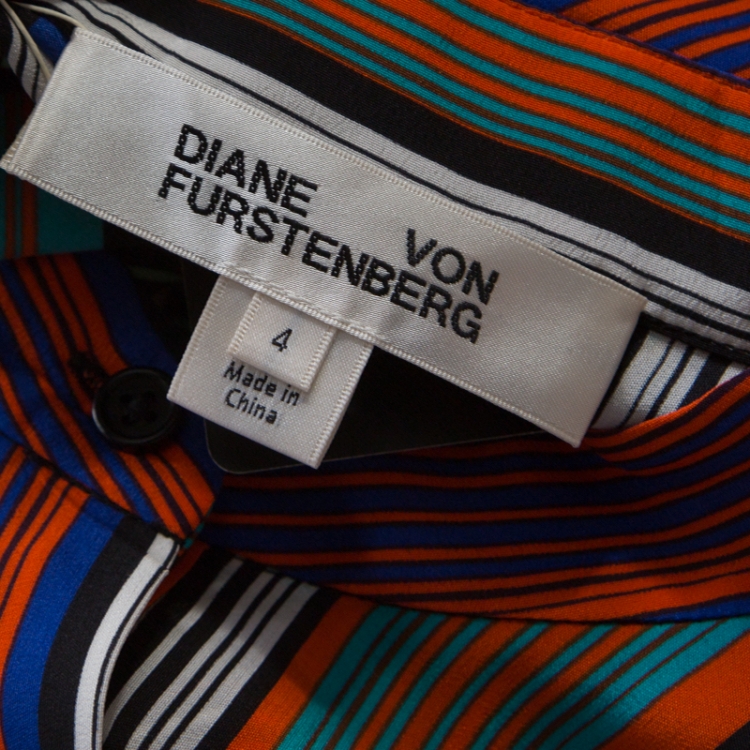 DIANE VON
FURSTENBERG
4
Made in
China